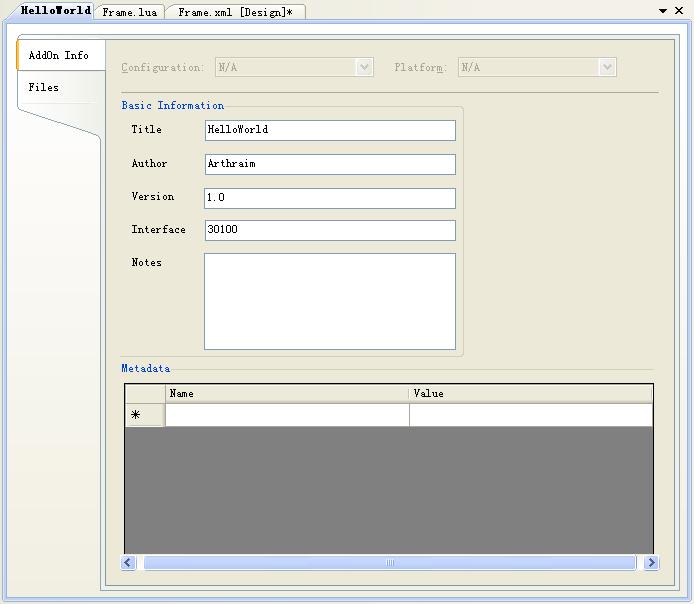 HelloWorld Frame.lua Frame.xml [Design]*
AddOn Info
Files
Configuration: N/A Platform: N/A
Basic Information
Title HelloWorld
Author Arthraim
Version 1.0
Interface 30100
Notes
Metadata
Name Value
*